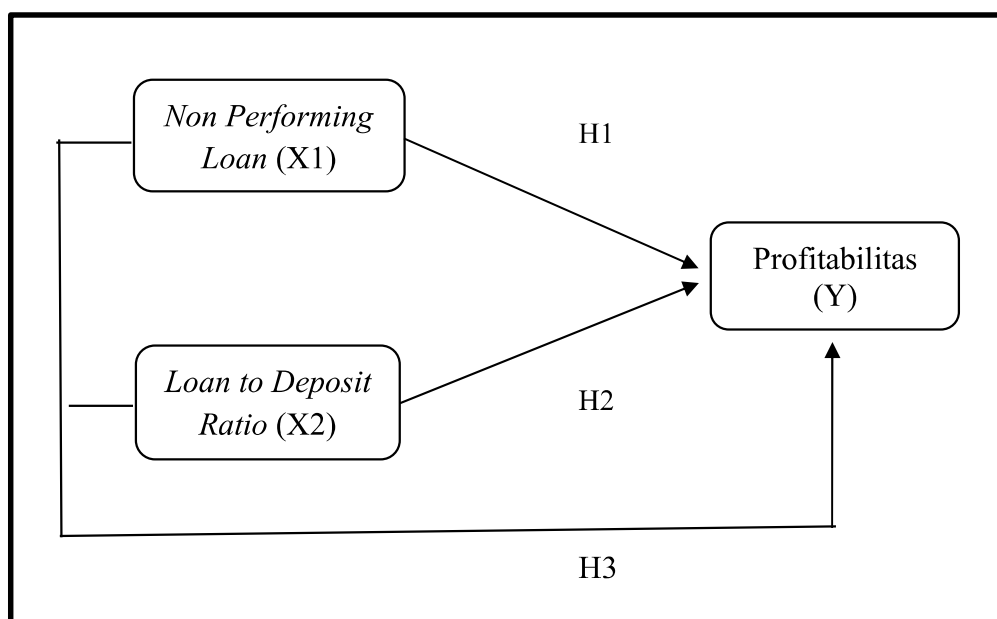 Non Performing
Loan (X1)
H1
Profitabilitas
(Y)
Loan to Deposit
Ratio (X2)
H2
H3